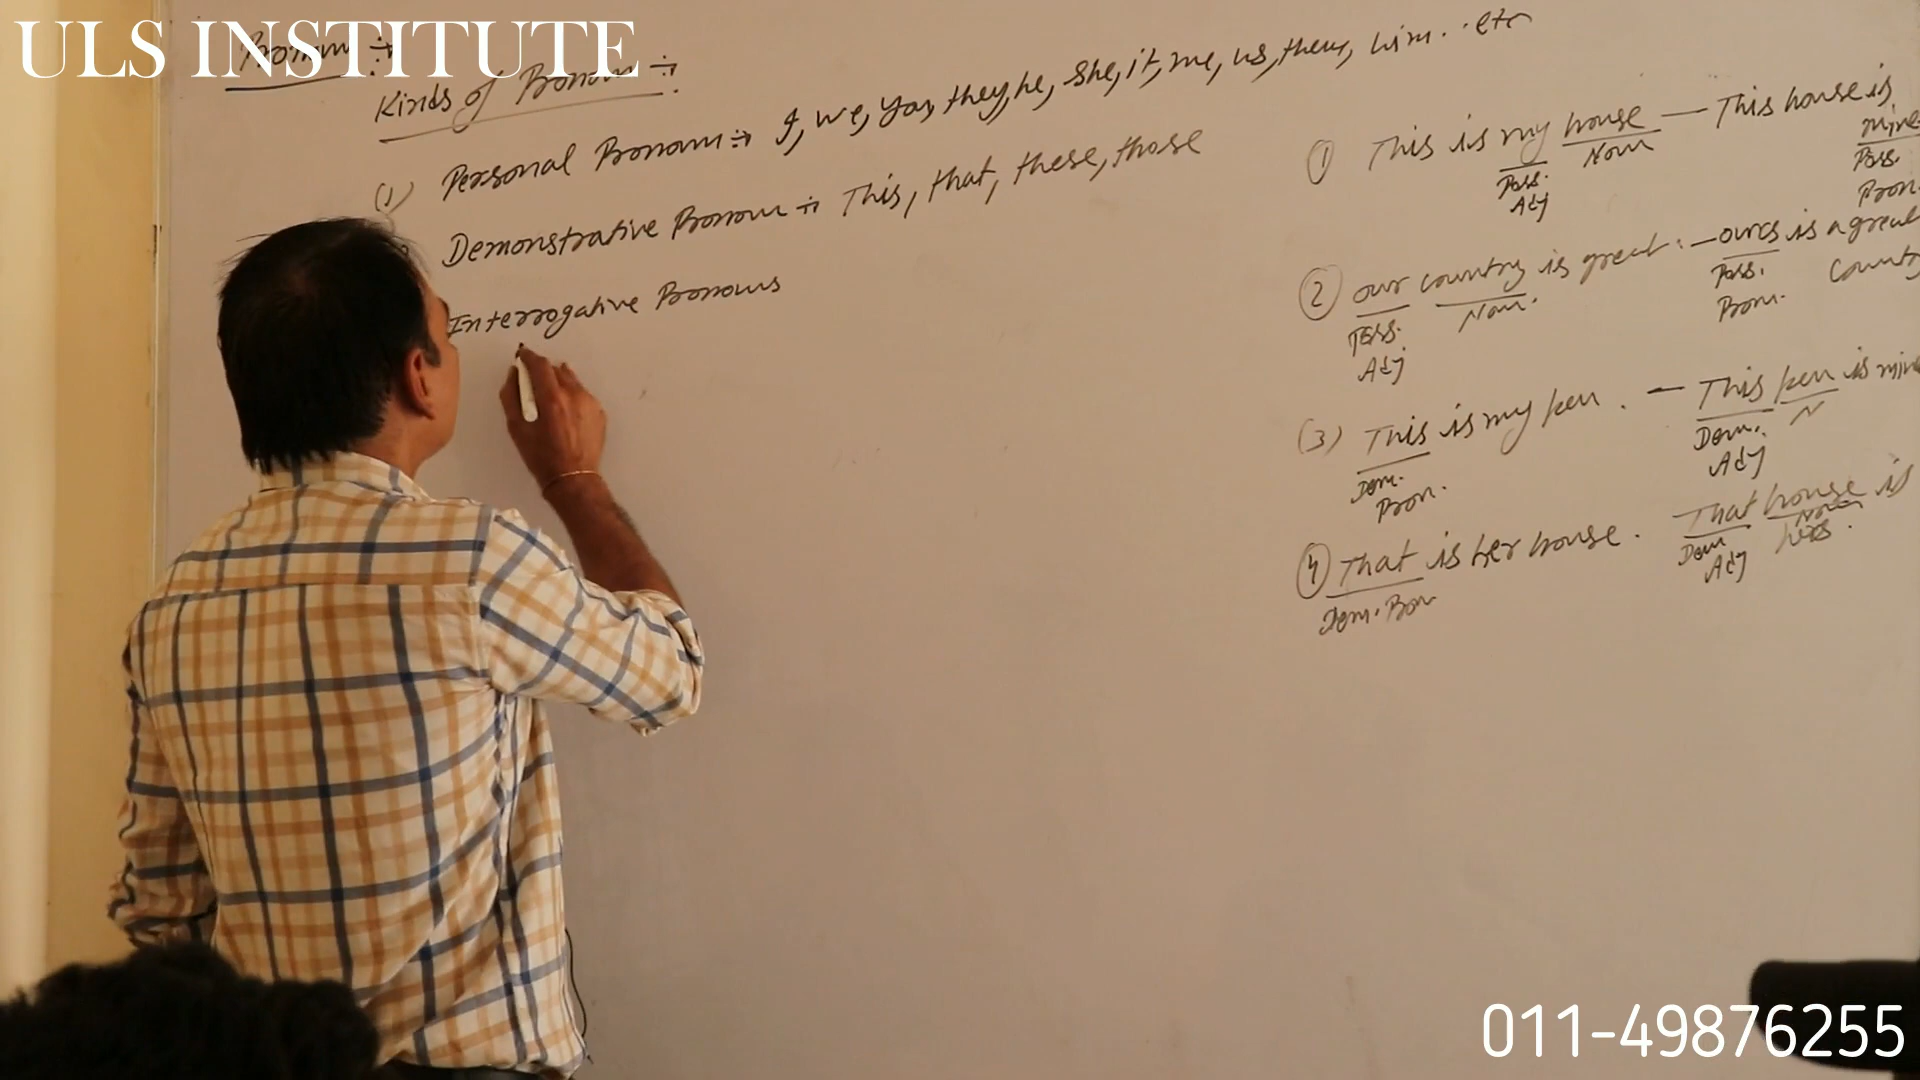 ULS INSTITUTE
Pronoun :-
Kinds of Pronoun :-
(1) Personal Pronoun :- I, we, you, they, he, she, it, me, us, them, him. etc
Demonstrative Pronoun :- This, that, these, those
Interrogative Pronouns
① This is my house — This house is mine
Poss. Adj
Noun
Poss. Pron.
② our country is great. — ours is a great Country
Poss. Adj
Noun.
Poss. Pron.
(3) This is my pen. — This pen is mine
Dem. Pron.
Dem. Adj
N
④ That is her house. That house is hers.
Dem. Pron
Dem Adj
Noun
011-49876255